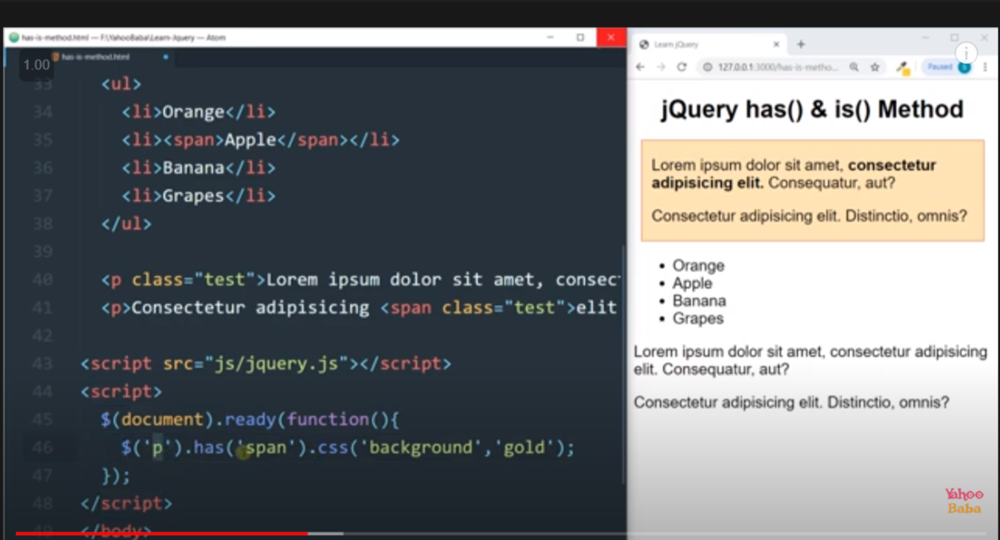 has-is-method.html — F:\YahooBaba\Learn-Jquery — Atom
has-is-method.html
1.00
33 <ul>
34 <li>Orange</li>
35 <li><span>Apple</span></li>
36 <li>Banana</li>
37 <li>Grapes</li>
38 </ul>
39
40 <p class="test">Lorem ipsum dolor sit amet, consec
41 <p>Consectetur adipisicing <span class="test">elit
42
43 <script src="js/jquery.js"></script>
44 <script>
45 $(document).ready(function(){
46 $('p').has('span').css('background','gold');
47 });
48 </script>
49 </body>
Learn jQuery
127.0.0.1:3000/has-is-metho...
Paused
jQuery has() & is() Method
Lorem ipsum dolor sit amet, consectetur
adipisicing elit. Consequatur, aut?
Consectetur adipisicing elit. Distinctio, omnis?
• Orange
• Apple
• Banana
• Grapes
Lorem ipsum dolor sit amet, consectetur adipisicing
elit. Consequatur, aut?
Consectetur adipisicing elit. Distinctio, omnis?
Yahoo
Baba